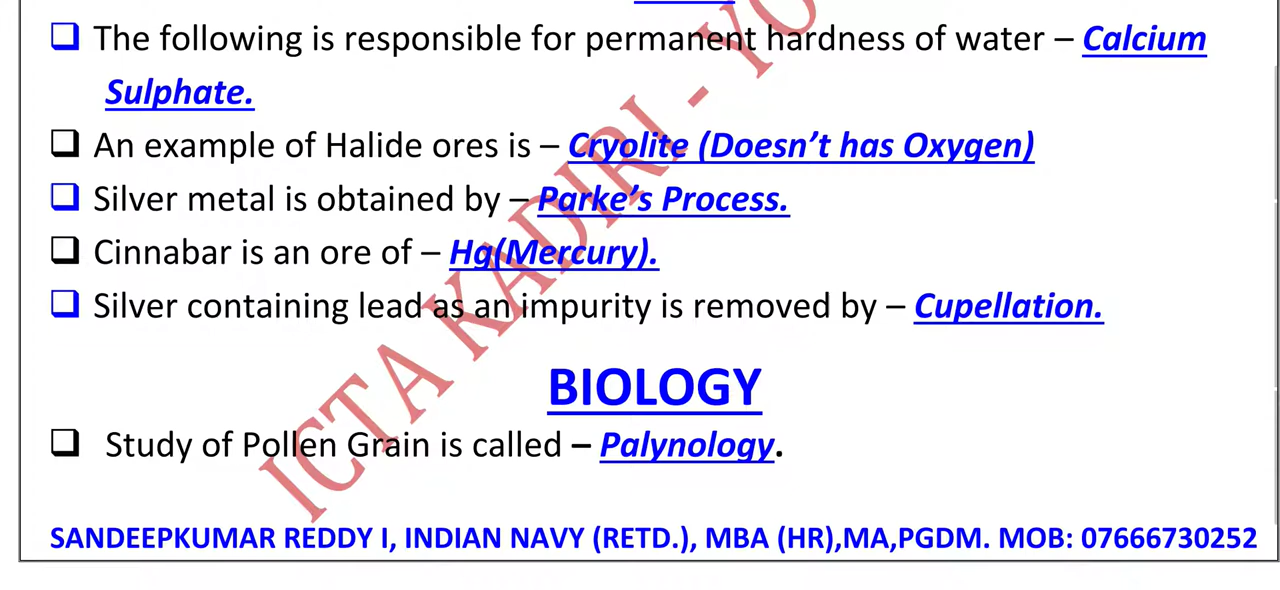 ❑ The following is responsible for permanent hardness of water – Calcium
Sulphate.
❑ An example of Halide ores is – Cryolite (Doesn’t has Oxygen)
❑ Silver metal is obtained by – Parke’s Process.
❑ Cinnabar is an ore of – Hg(Mercury).
❑ Silver containing lead as an impurity is removed by – Cupellation.
BIOLOGY
❑ Study of Pollen Grain is called – Palynology.
SANDEEPKUMAR REDDY I, INDIAN NAVY (RETD.), MBA (HR),MA,PGDM. MOB: 07666730252
ICTA KADIRI - YO